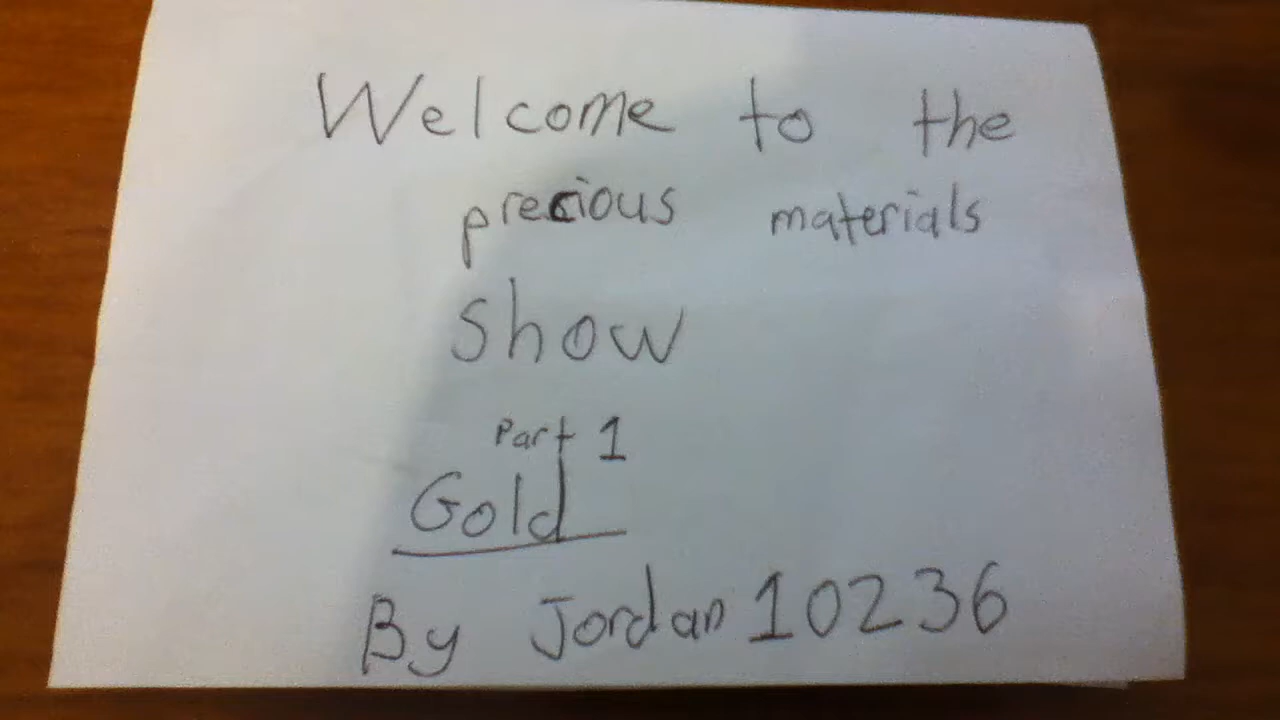 Welcome to the
precious materials
show
Part 1
Gold
By Jordan10236